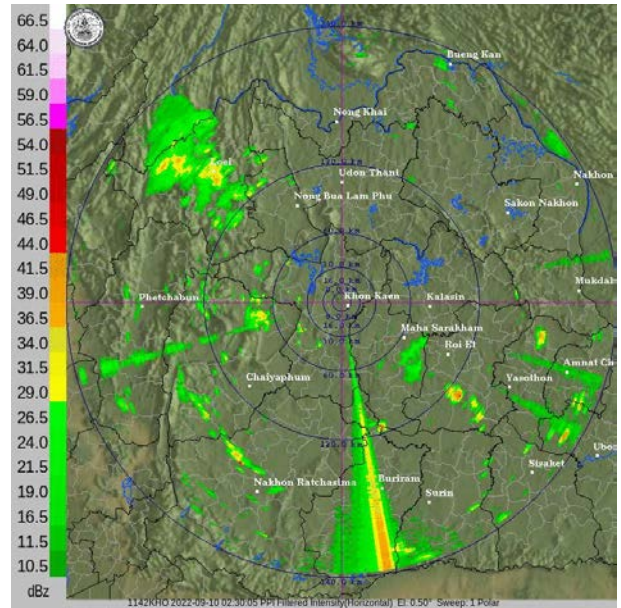 66.5
64.0
61.5
59.0
56.5
54.0
51.5
49.0
46.5
44.0
41.5
39.0
36.5
34.0
31.5
29.0
26.5
24.0
21.5
19.0
16.5
13.5
10.5
dBz
Bueng Kan
Nong Khai
Loei
Udon Thani
Nakhon
Nong Bua Lam Phu
Sakon Nakhon
Mukdah
Phetchabun
Khon Kaen
Kalasin
Maha Sarakham
Roi Et
Amnat Ch
Chaiyaphum
Yasothon
Ubon
Sisaket
Nakhon Ratchasima
Buriram
Surin
1142KHO 2022-09-10 02:30:05 PPI Filtered Intensity(Horizontal) El: 0.50° Sweep: 1 Polar